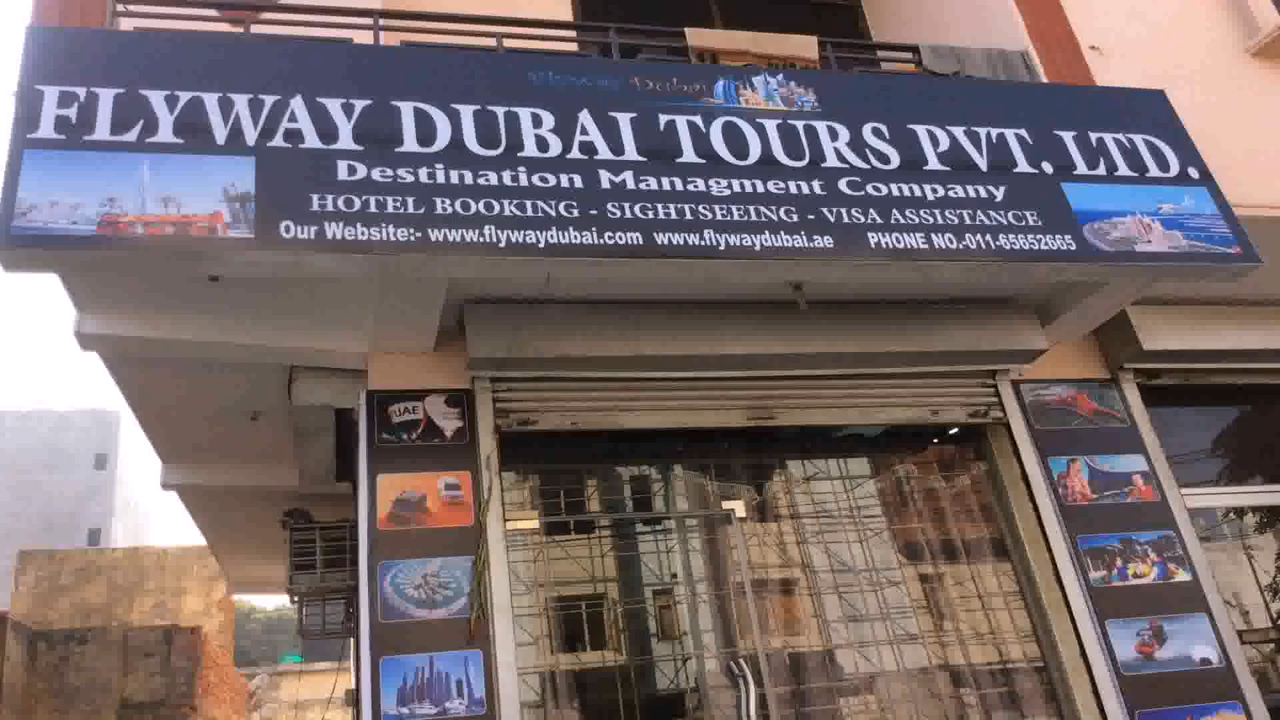 Dubai
FLYWAY DUBAI TOURS PVT. LTD.
Destination Managment Company
HOTEL BOOKING - SIGHTSEEING - VISA ASSISTANCE
Our Website:- www.flywaydubai.com www.flywaydubai.ae PHONE NO.-011-65652665
UAE